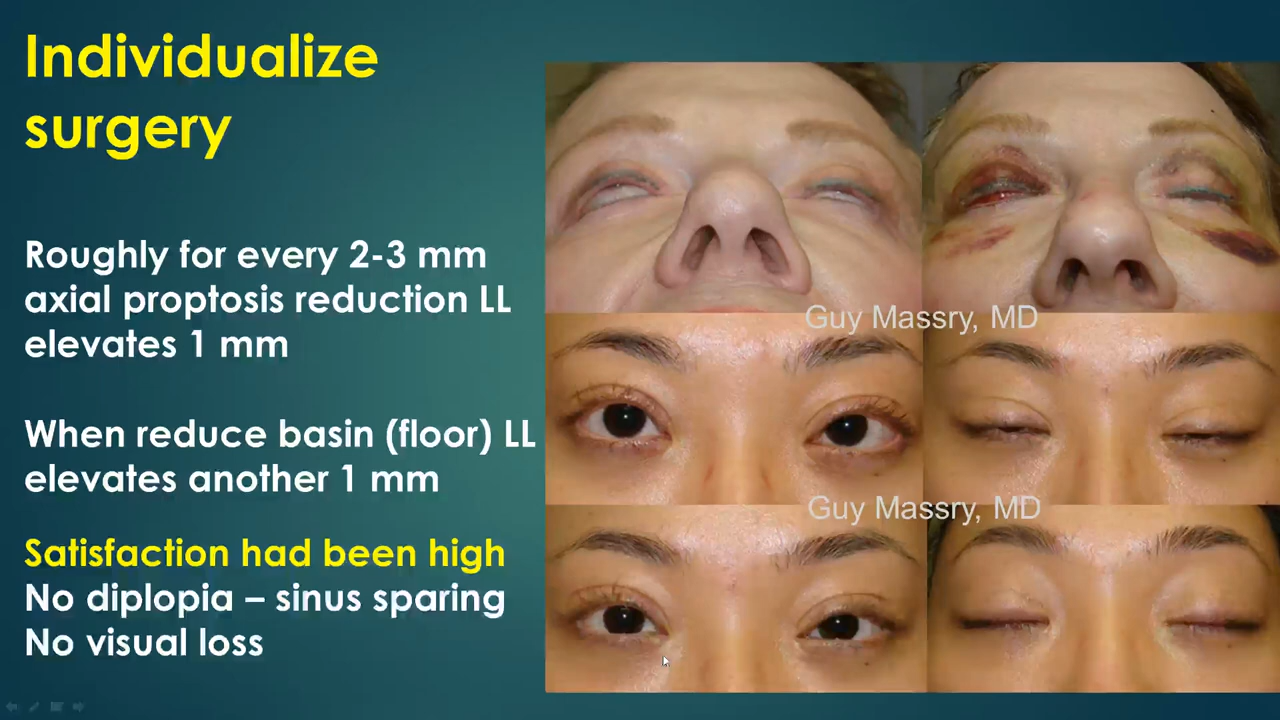 Individualize
surgery
Roughly for every 2-3 mm
axial proptosis reduction LL
elevates 1 mm
When reduce basin (floor) LL
elevates another 1 mm
Satisfaction had been high
No diplopia – sinus sparing
No visual loss
Guy Massry, MD
Guy Massry, MD